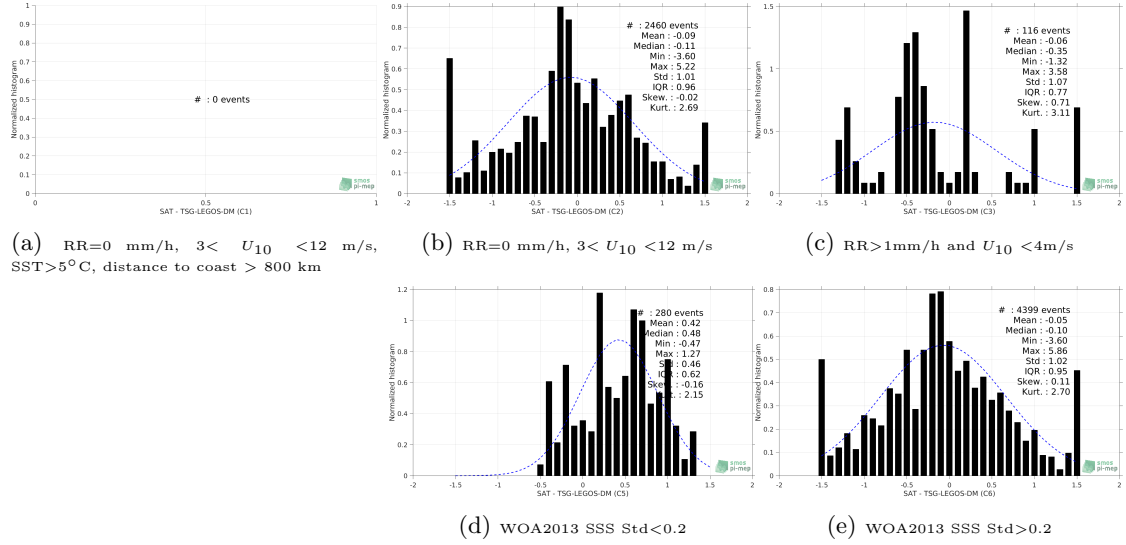 1
0.9
0.8
0.7
0.6
0.5
0.4
0.3
0.2
0.1
0
Normalized histogram
# : 0 events
smos
pi-mep
0 0.5 1
SAT - TSG-LEGOS-DM (C1)
(a) RR=0 mm/h, 3< U10 <12 m/s,
SST>5°C, distance to coast > 800 km
0.9
0.8
0.7
0.6
0.5
0.4
0.3
0.2
0.1
0
Normalized histogram
# : 2460 events
Mean : -0.09
Median : -0.11
Min : -3.60
Max : 5.22
Std : 1.01
IQR : 0.96
Skew. : -0.02
Kurt. : 2.69
smos
pi-mep
-2 -1.5 -1 -0.5 0 0.5 1 1.5 2
SAT - TSG-LEGOS-DM (C2)
(b) RR=0 mm/h, 3< U10 <12 m/s
1.5
1
0.5
0
Normalized histogram
# : 116 events
Mean : -0.06
Median : -0.35
Min : -1.32
Max : 3.58
Std : 1.07
IQR : 0.77
Skew. : 0.71
Kurt. : 3.11
smos
pi-mep
-2 -1.5 -1 -0.5 0 0.5 1 1.5 2
SAT - TSG-LEGOS-DM (C3)
(c) RR>1mm/h and U10 <4m/s
1.2
1
0.8
0.6
0.4
0.2
0
Normalized histogram
# : 280 events
Mean : 0.42
Median : 0.48
Min : -0.47
Max : 1.27
Std : 0.46
IQR : 0.62
Skew. : -0.16
Kurt. : 2.15
smos
pi-mep
-2 -1.5 -1 -0.5 0 0.5 1 1.5 2
SAT - TSG-LEGOS-DM (C5)
(d) WOA2013 SSS Std<0.2
0.8
0.7
0.6
0.5
0.4
0.3
0.2
0.1
0
Normalized histogram
# : 4399 events
Mean : -0.05
Median : -0.10
Min : -3.60
Max : 5.86
Std : 1.02
IQR : 0.95
Skew. : 0.11
Kurt. : 2.70
smos
pi-mep
-2 -1.5 -1 -0.5 0 0.5 1 1.5 2
SAT - TSG-LEGOS-DM (C6)
(e) WOA2013 SSS Std>0.2